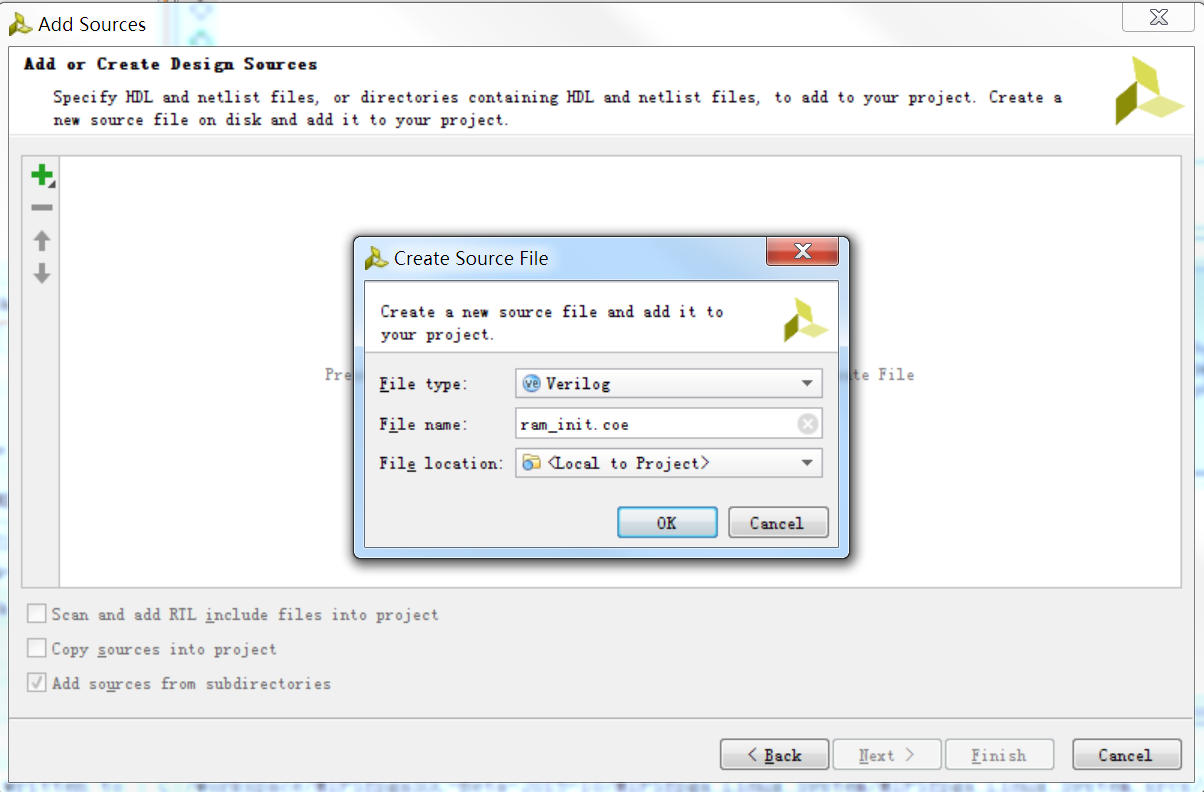 Add Sources
Add or Create Design Sources
Specify HDL and netlist files, or directories containing HDL and netlist files, to add to your project. Create a
new source file on disk and add it to your project.
Create Source File
Create a new source file and add it to
your project.
File type:
Verilog
File name:
ram_init.coe
File location:
<Local to Project>
OK
Cancel
Pre
te File
Scan and add RTL include files into project
Copy sources into project
Add sources from subdirectories
< Back
Next >
Finish
Cancel